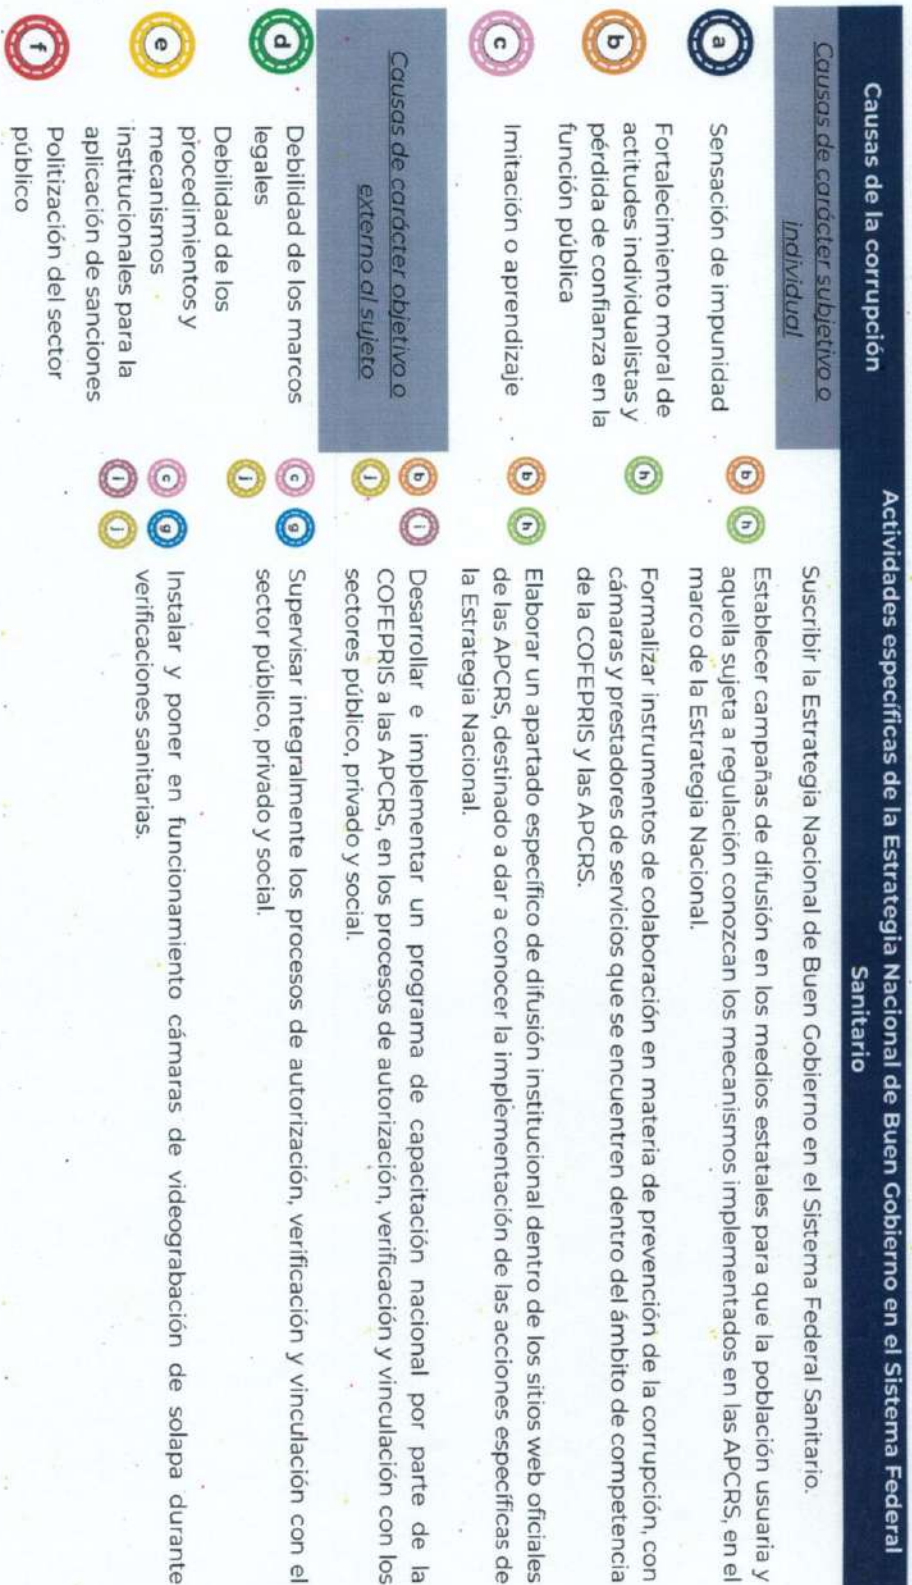 Causas de la corrupción
Actividades específicas de la Estrategia Nacional de Buen Gobierno en el Sistema Federal
Sanitario
Causas de carácter subjetivo o
individual
a
Sensación de impunidad
b
Fortalecimiento moral de
actitudes individualistas y
pérdida de confianza en la
función pública
c
Imitación o aprendizaje
Causas de carácter objetivo o
externo al sujeto
d
Debilidad de los marcos
legales
e
Debilidad de los
procedimientos y
mecanismos
institucionales para la
aplicación de sanciones
f
Politización del sector
público
Suscribir la Estrategia Nacional de Buen Gobierno en el Sistema Federal Sanitario.
b h
Establecer campañas de difusión en los medios estatales para que la población usuaria y
aquella sujeta a regulación conozcan los mecanismos implementados en las APCRS, en el
marco de la Estrategia Nacional.
h
Formalizar instrumentos de colaboración en materia de prevención de la corrupción, con
cámaras y prestadores de servicios que se encuentren dentro del ámbito de competencia
de la COFEPRIS y las APCRS.
b h
Elaborar un apartado específico de difusión institucional dentro de los sitios web oficiales
de las APCRS, destinado a dar a conocer la implementación de las acciones específicas de
la Estrategia Nacional.
b i
j
Desarrollar e implementar un programa de capacitación nacional por parte de la
COFEPRIS a las APCRS, en los procesos de autorización, verificación y vinculación con los
sectores público, privado y social.
c g
j
Supervisar integralmente los procesos de autorización, verificación y vinculación con el
sector público, privado y social.
c g
i j
Instalar y poner en funcionamiento cámaras de videograbación de solapa durante
verificaciones sanitarias.